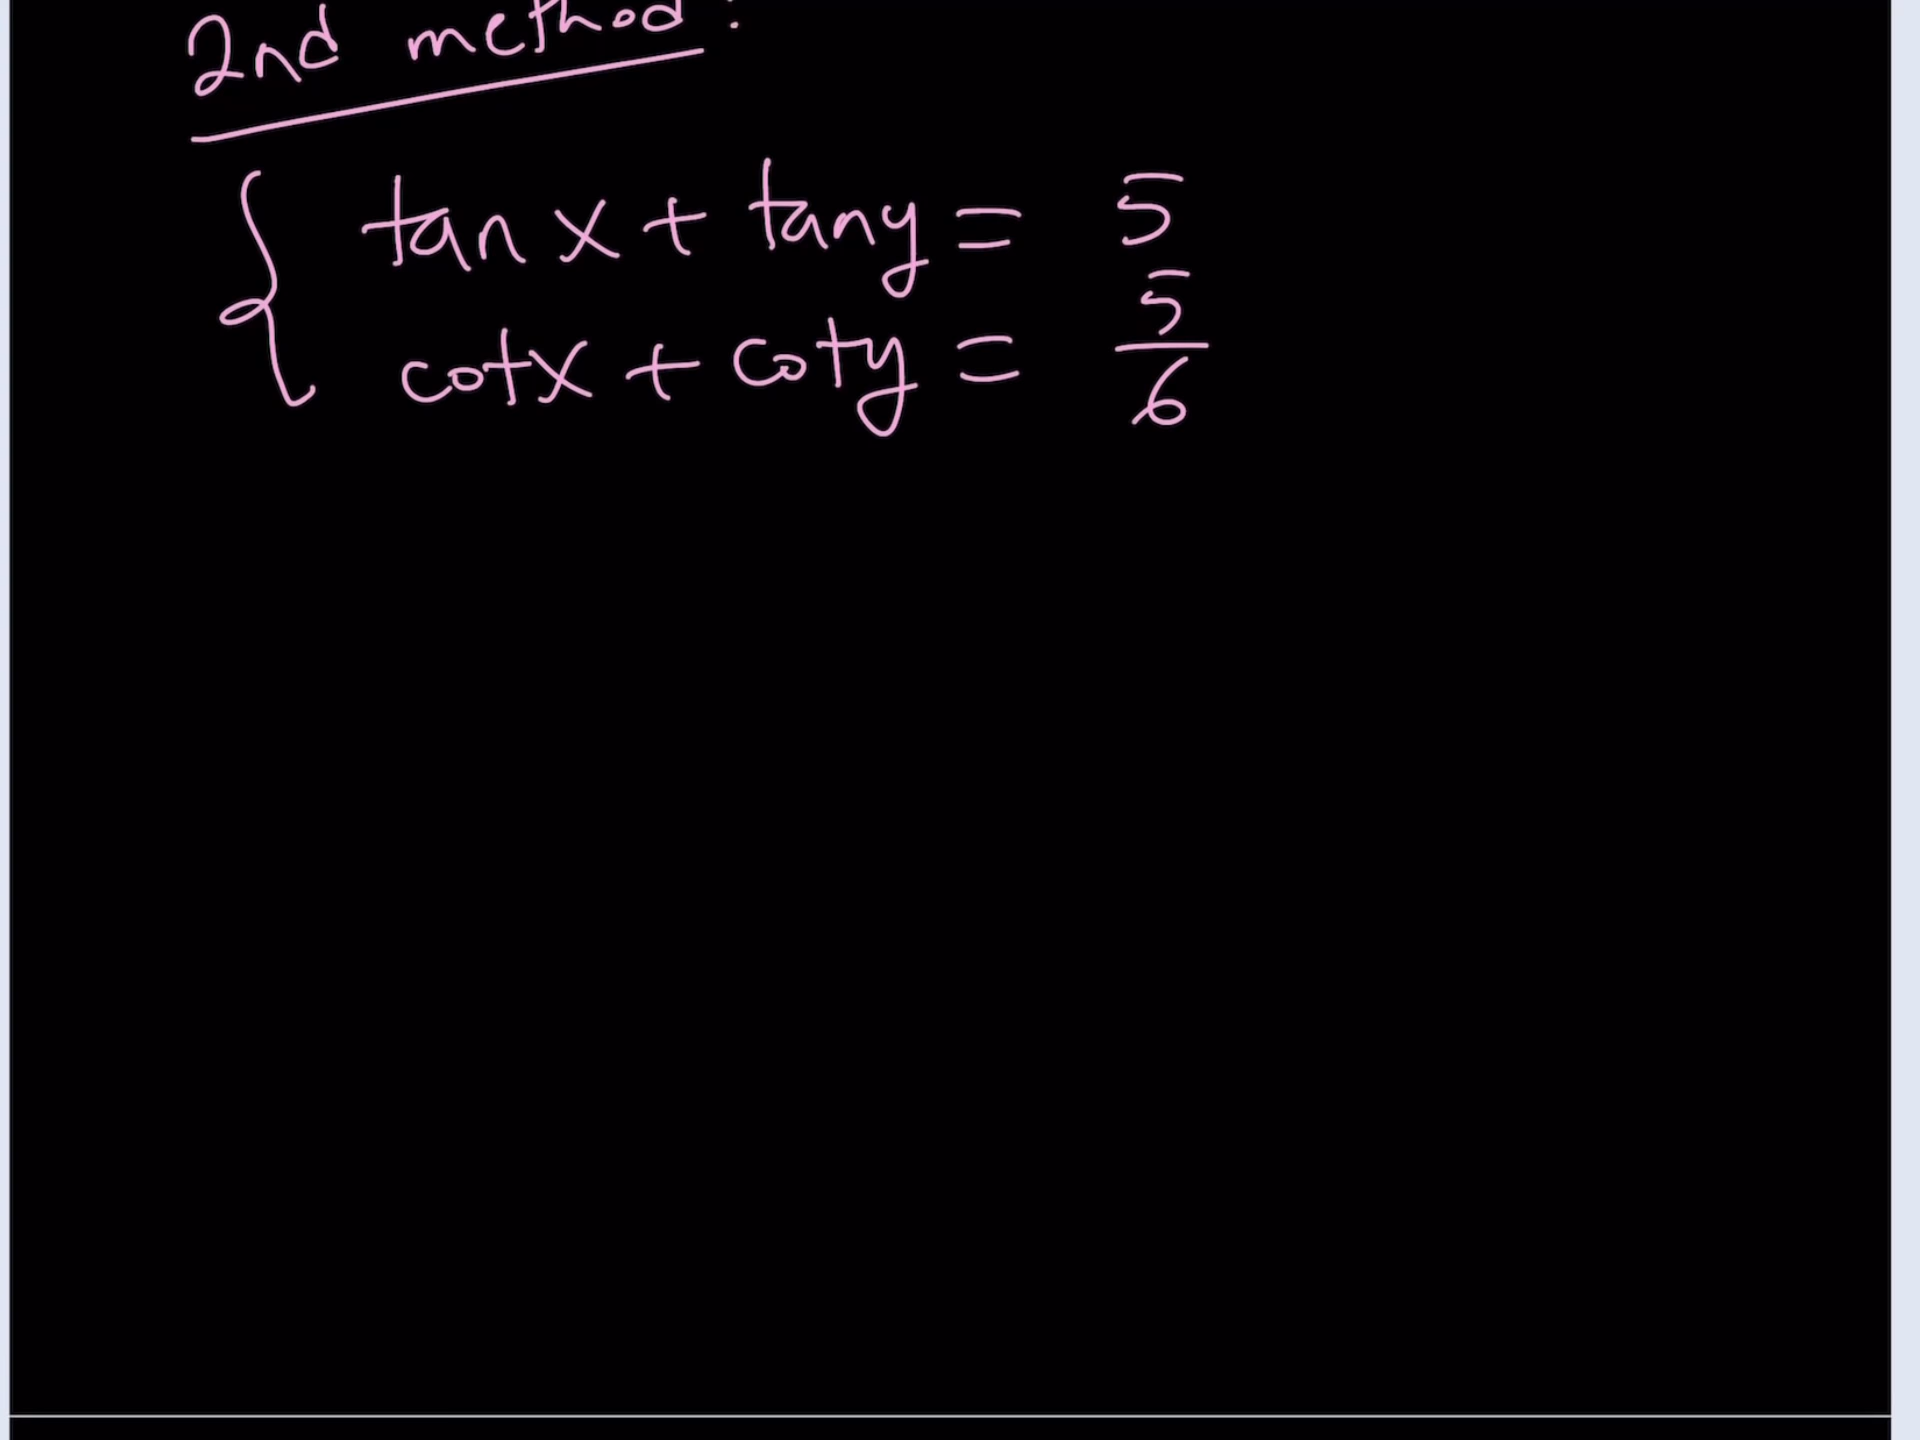 2nd method:
tan x + tan y = 5
cot x + cot y = 5/6